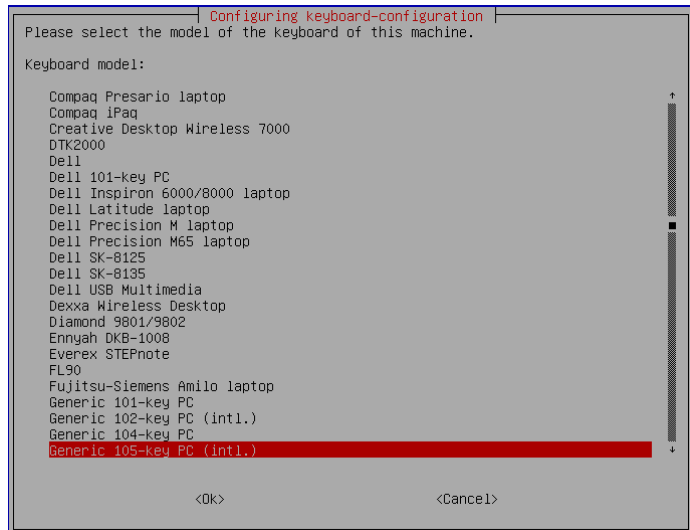 Configuring keyboard-configuration
Please select the model of the keyboard of this machine.
Keyboard model:
Compaq Presario laptop
Compaq iPaq
Creative Desktop Wireless 7000
DTK2000
Dell
Dell 101-key PC
Dell Inspiron 6000/8000 laptop
Dell Latitude laptop
Dell Precision M laptop
Dell Precision M65 laptop
Dell SK-8125
Dell SK-8135
Dell USB Multimedia
Dexxa Wireless Desktop
Diamond 9801/9802
Ennyah DKB-1008
Everex STEPnote
FL90
Fujitsu-Siemens Amilo laptop
Generic 101-key PC
Generic 102-key PC (intl.)
Generic 104-key PC
Generic 105-key PC (intl.)
<Ok> <Cancel>